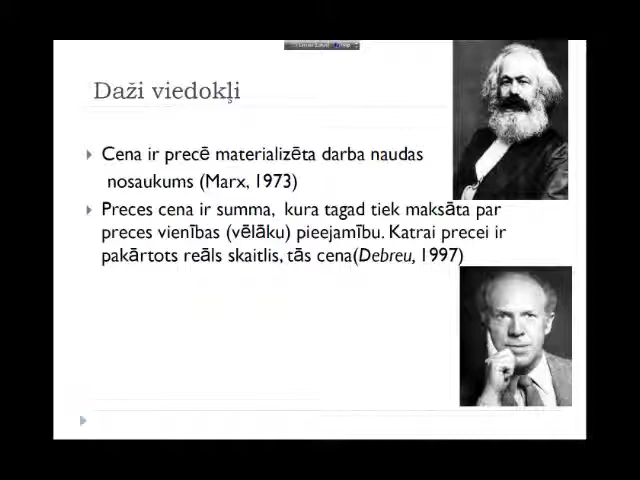 Daži viedokļi
Cena ir precē materializēta darba naudas
nosaukums (Marx, 1973)
Preces cena ir summa, kura tagad tiek maksāta par
preces vienības (vēlāku) pieejamību. Katrai precei ir
pakārtots reāls skaitlis, tās cena(Debreu, 1997)